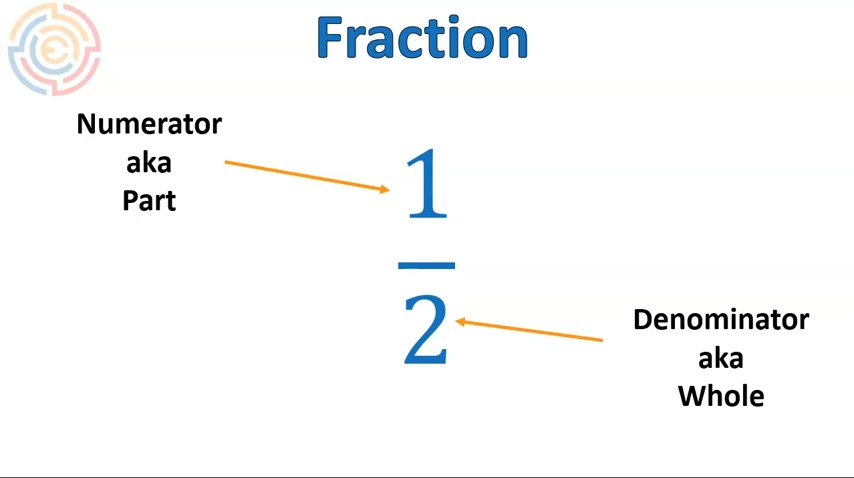 Fraction
Numerator
aka
Part
1
2
Denominator
aka
Whole